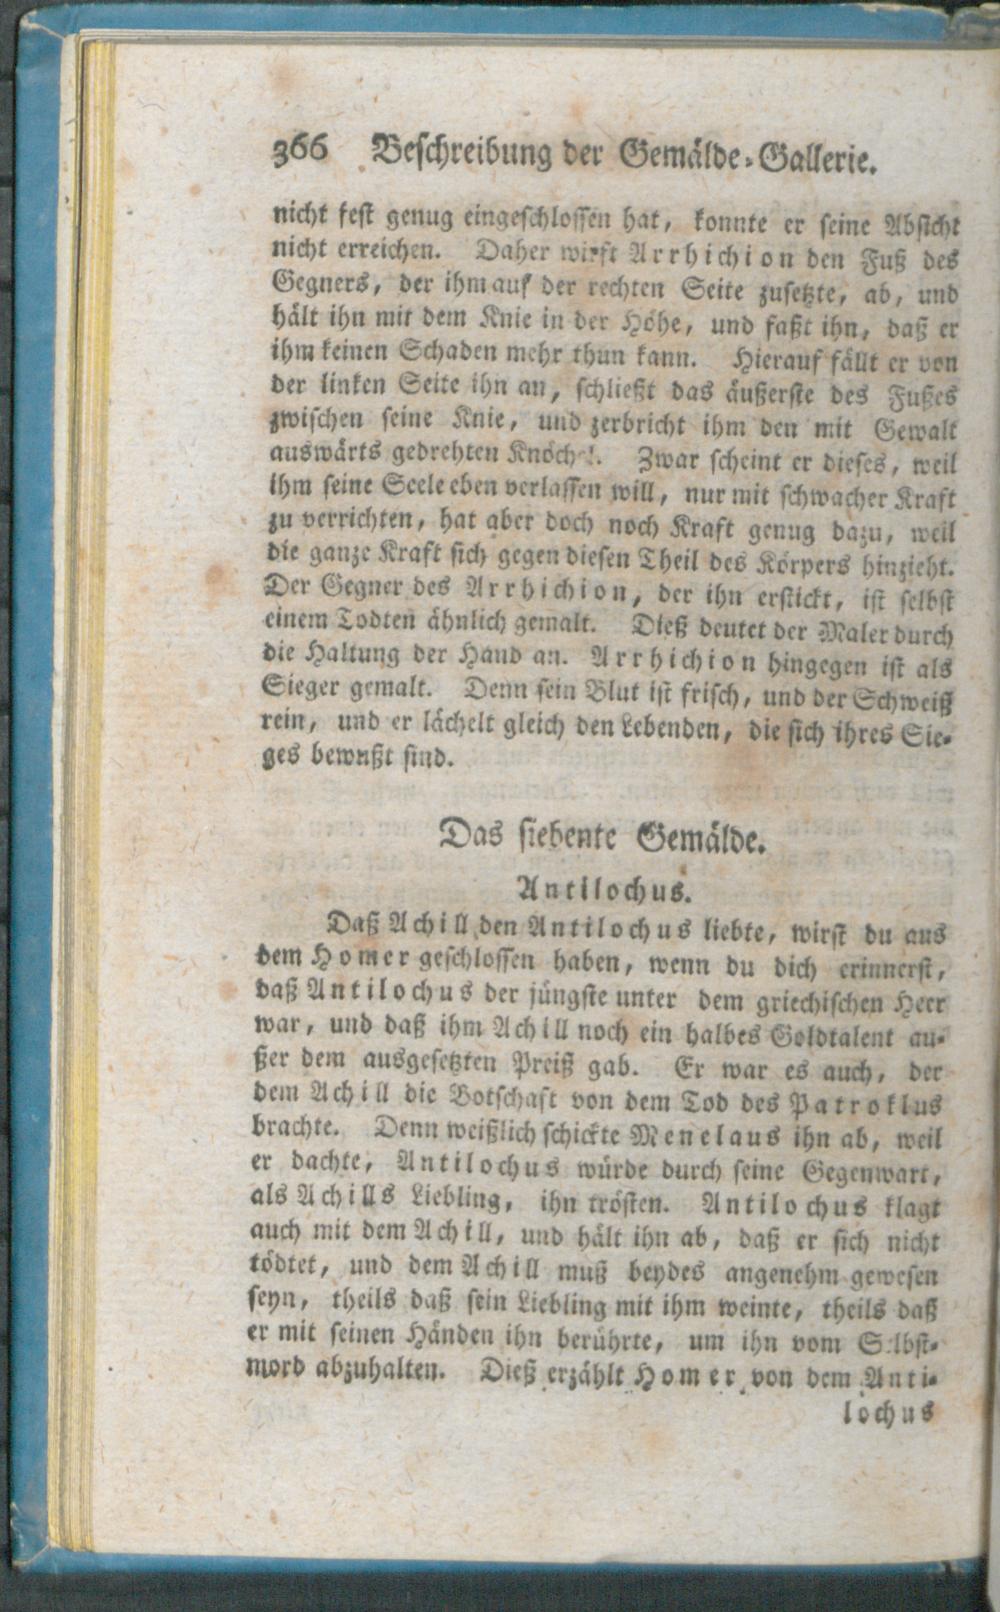 366 Beschreibung der Gemälde-Gallerie.
nicht fest genug eingeschlossen hat, konnte er seine Absicht
nicht erreichen. Daher wirft Arrhichion den Fuß des
Gegners, der ihm auf der rechten Seite zusetzte, ab, und
hält ihn mit dem Knie in der Höhe, und faßt ihn, daß er
ihm keinen Schaden mehr thun kann. Hierauf fällt er von
der linken Seite ihn an, schließt das äußerste des Fußes
zwischen seine Knie, und zerbricht ihm den mit Gewalt
auswärts gedrehten Knöchel. Zwar scheint er dieses, weil
ihm seine Seele eben verlassen will, nur mit schwacher Kraft
zu verrichten, hat aber doch noch Kraft genug dazu, weil
die ganze Kraft sich gegen diesen Theil des Körpers hinzieht.
Der Gegner des Arrhichion, der ihn erstickt, ist selbst
einem Todten ähnlich gemalt. Dieß deutet der Maler durch
die Haltung der Hand an. Arrhichion hingegen ist als
Sieger gemalt. Denn sein Blut ist frisch, und der Schweiß
rein, und er lächelt gleich den Lebenden, die sich ihres Sie-
ges bewußt sind.
Das siebente Gemälde.
Antilochus.
Daß Achill den Antilochus liebte, wirst du aus
dem Homer geschlossen haben, wenn du dich erinnerst,
daß Antilochus der jüngste unter dem griechischen Heer
war, und daß ihm Achill noch ein halbes Goldtalent au-
ßer dem ausgesetzten Preiß gab. Er war es auch, der
dem Achill die Botschaft von dem Tod des Patroklus
brachte. Denn weißlich schickte Menelaus ihn ab, weil
er dachte, Antilochus würde durch seine Gegenwart,
als Achills Liebling, ihn trösten. Antilochus klagt
auch mit dem Achill, und hält ihn ab, daß er sich nicht
tödtet, und dem Achill muß beydes angenehm gewesen
seyn, theils daß sein Liebling mit ihm weinte, theils daß
er mit seinen Händen ihn berührte, um ihn vom Selbst-
mord abzuhalten. Dieß erzählt Homer von dem Anti-
lochus